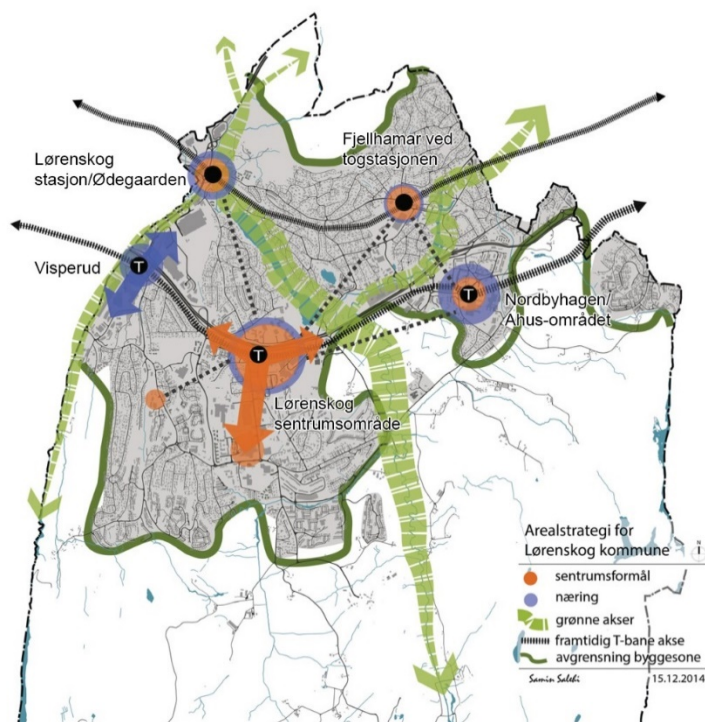 Fjellhamar ved
togstasjonen
Lørenskog
stasjon/Ødegaarden
Visperud
T
T
Nordbyhagen/
Ahus-området
T
Lørenskog
sentrumsområde
Arealstrategi for
Lørenskog kommune
N
sentrumsformål
næring
grønne akser
framtidig T-bane akse
avgrensning byggesone
Samin Salehi 15.12.2014